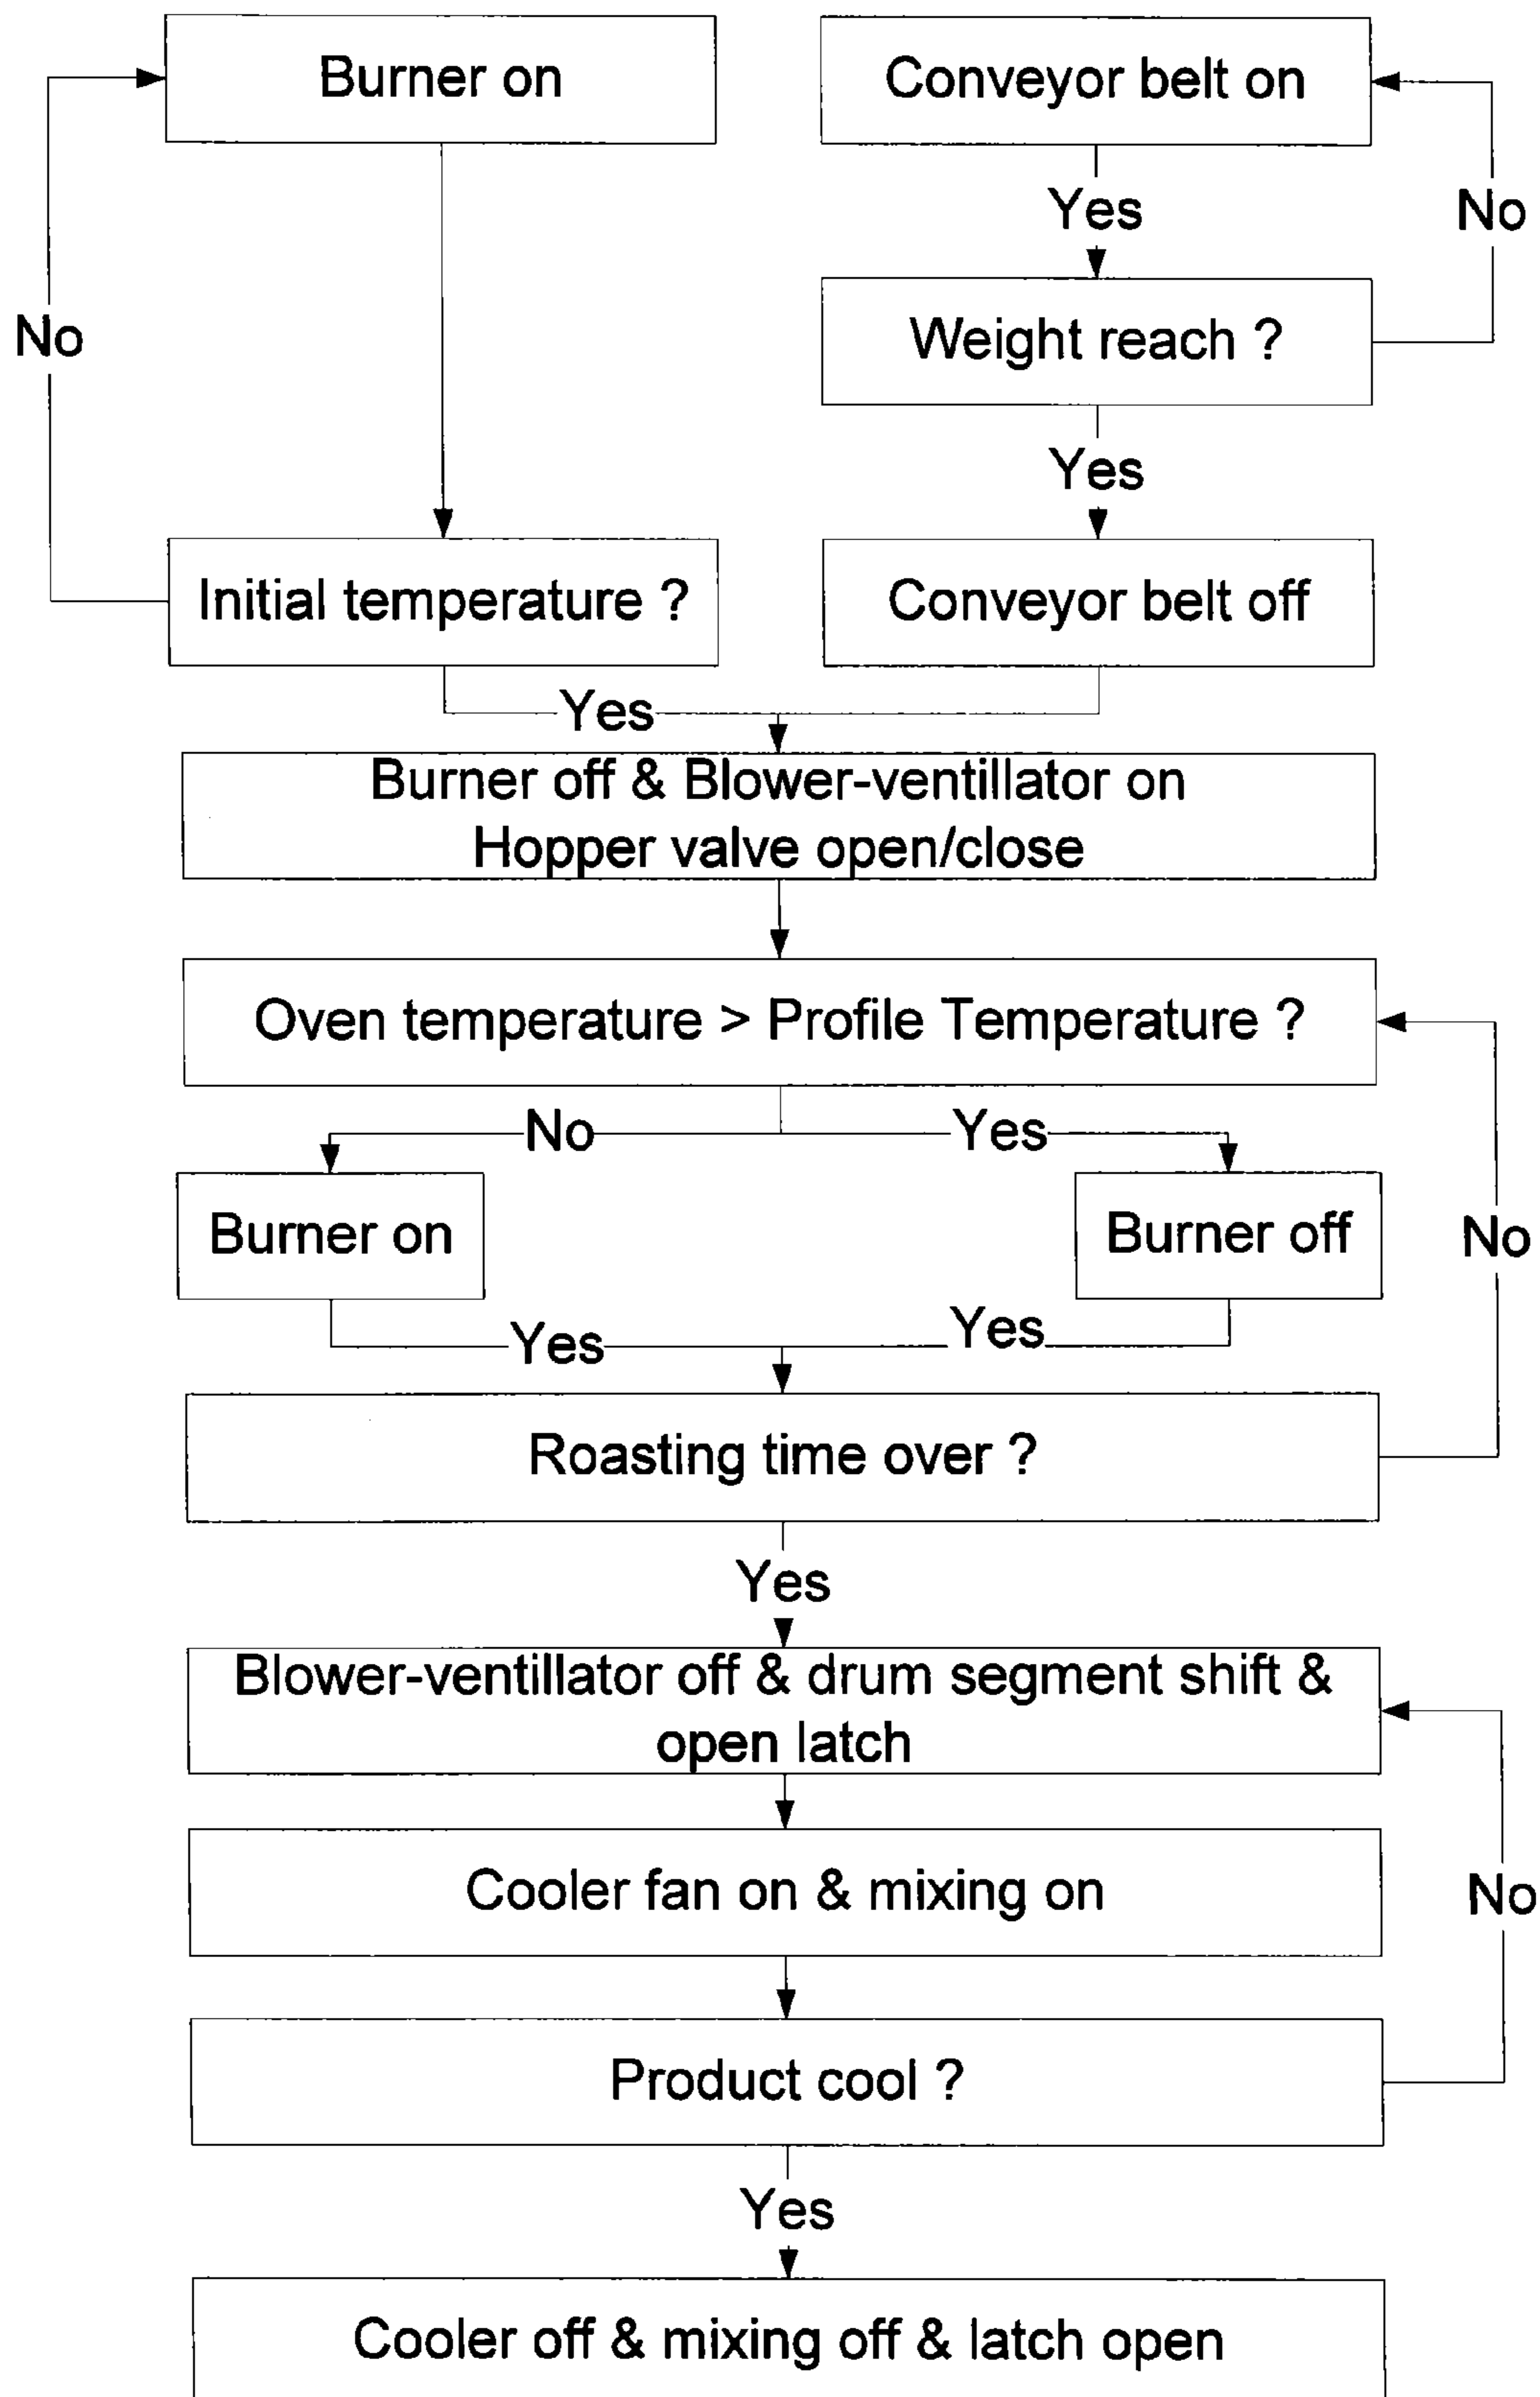 Burner on
Conveyor belt on
Yes
No
No
Weight reach ?
Yes
Initial temperature ?
Conveyor belt off
Yes
Burner off & Blower-ventillator on
Hopper valve open/close
Oven temperature > Profile Temperature ?
No
Yes
Burner on
Burner off
No
Yes
Yes
Roasting time over ?
Yes
Blower-ventillator off & drum segment shift &
open latch
Cooler fan on & mixing on
No
Product cool ?
Yes
Cooler off & mixing off & latch open